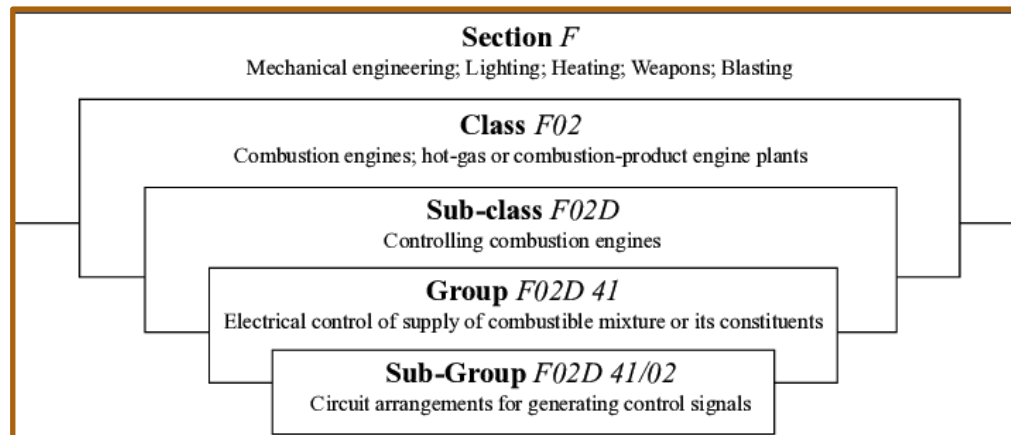 Section F
Mechanical engineering; Lighting; Heating; Weapons; Blasting
Class F02
Combustion engines; hot-gas or combustion-product engine plants
Sub-class F02D
Controlling combustion engines
Group F02D 41
Electrical control of supply of combustible mixture or its constituents
Sub-Group F02D 41/02
Circuit arrangements for generating control signals